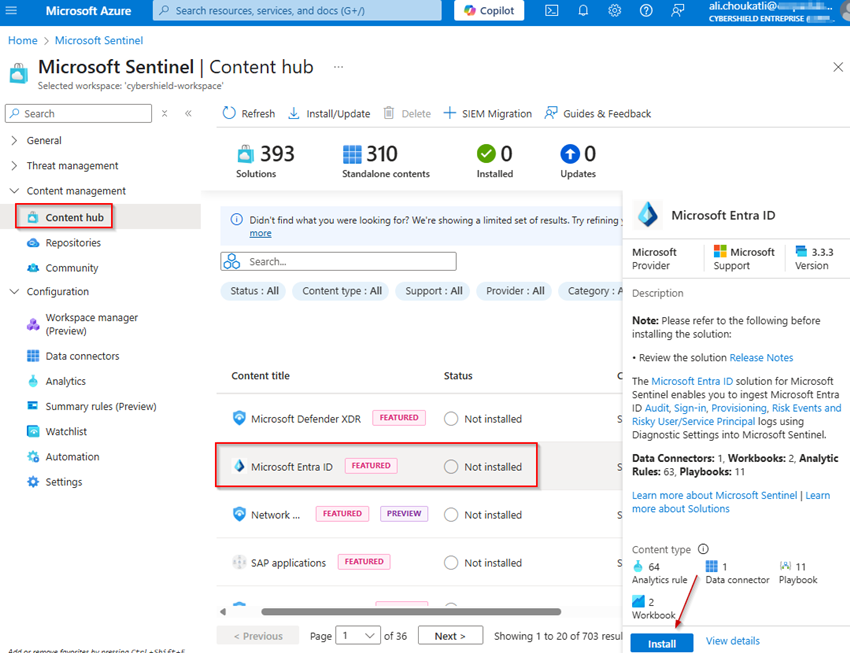 Microsoft Azure
Search resources, services, and docs (G+/)
Copilot
ali.choukatli@
CYBERSHIELD ENTREPRISE (
Home > Microsoft Sentinel
Microsoft Sentinel | Content hub ...
Selected workspace: 'cybershield-workspace'
Search
General
Threat management
Content management
Content hub
Repositories
Community
Configuration
Workspace manager
(Preview)
Data connectors
Analytics
Summary rules (Preview)
Watchlist
Automation
Settings
Refresh Install/Update Delete SIEM Migration Guides & Feedback
393 310 0 0
Solutions Standalone contents Installed Updates
Didn't find what you were looking for? We're showing a limited set of results. Try refining
more
Search...
Status : All Content type : All Support : All Provider : All Category : A
Content title Status C
Microsoft Defender XDR FEATURED Not installed S
Microsoft Entra ID FEATURED Not installed
Network ... FEATURED PREVIEW Not installed S
SAP applications FEATURED Not installed S
< Previous Page 1 of 36 Next > Showing 1 to 20 of 703 resul
Microsoft Entra ID
Microsoft Microsoft 3.3.3
Provider Support Version
Description
Note: Please refer to the following before
installing the solution:
• Review the solution Release Notes
The Microsoft Entra ID solution for Microsoft
Sentinel enables you to ingest Microsoft Entra
ID Audit, Sign-in, Provisioning, Risk Events and
Risky User/Service Principal logs using
Diagnostic Settings into Microsoft Sentinel.
Data Connectors: 1, Workbooks: 2, Analytic
Rules: 63, Playbooks: 11
Learn more about Microsoft Sentinel | Learn
more about Solutions
Content type
64 1 11
Analytics rule Data connector Playbook
2
Workbook
Install View details
Add or remove favorites by pressing Ctrl+Shift+F